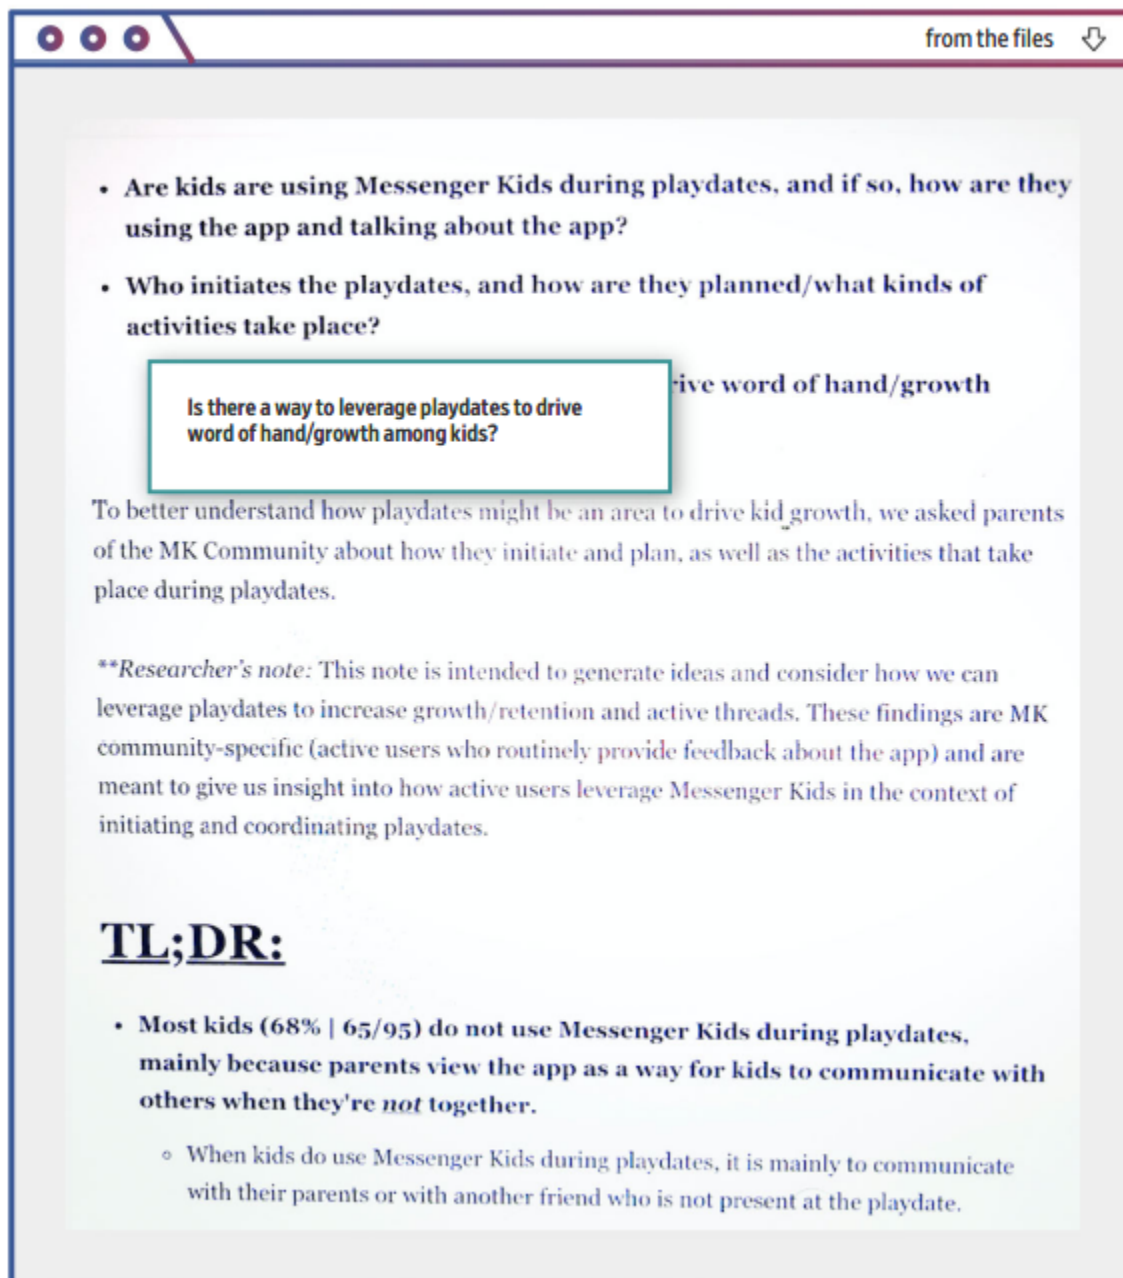 from the files
• Are kids are using Messenger Kids during playdates, and if so, how are they
using the app and talking about the app?
• Who initiates the playdates, and how are they planned/what kinds of
activities take place?
rive word of hand/growth
Is there a way to leverage playdates to drive
word of hand/growth among kids?
To better understand how playdates might be an area to drive kid growth, we asked parents
of the MK Community about how they initiate and plan, as well as the activities that take
place during playdates.
**Researcher's note: This note is intended to generate ideas and consider how we can
leverage playdates to increase growth/retention and active threads. These findings are MK
community-specific (active users who routinely provide feedback about the app) and are
meant to give us insight into how active users leverage Messenger Kids in the context of
initiating and coordinating playdates.
TL;DR:
• Most kids (68% | 65/95) do not use Messenger Kids during playdates,
mainly because parents view the app as a way for kids to communicate with
others when they're not together.
◦ When kids do use Messenger Kids during playdates, it is mainly to communicate
with their parents or with another friend who is not present at the playdate.